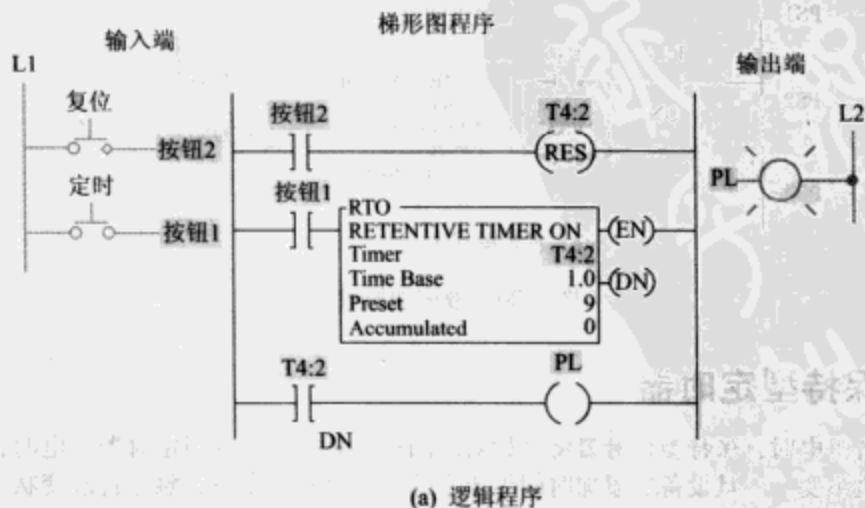 梯形图程序
输入端
输出端
L1
L2
复位
按钮2
定时
按钮1
按钮2
T4:2
RES
按钮1
RTO
RETENTIVE TIMER ON
Timer T4:2
Time Base 1.0
Preset 9
Accumulated 0
EN
DN
T4:2
DN
PL
PL
(a) 逻辑程序